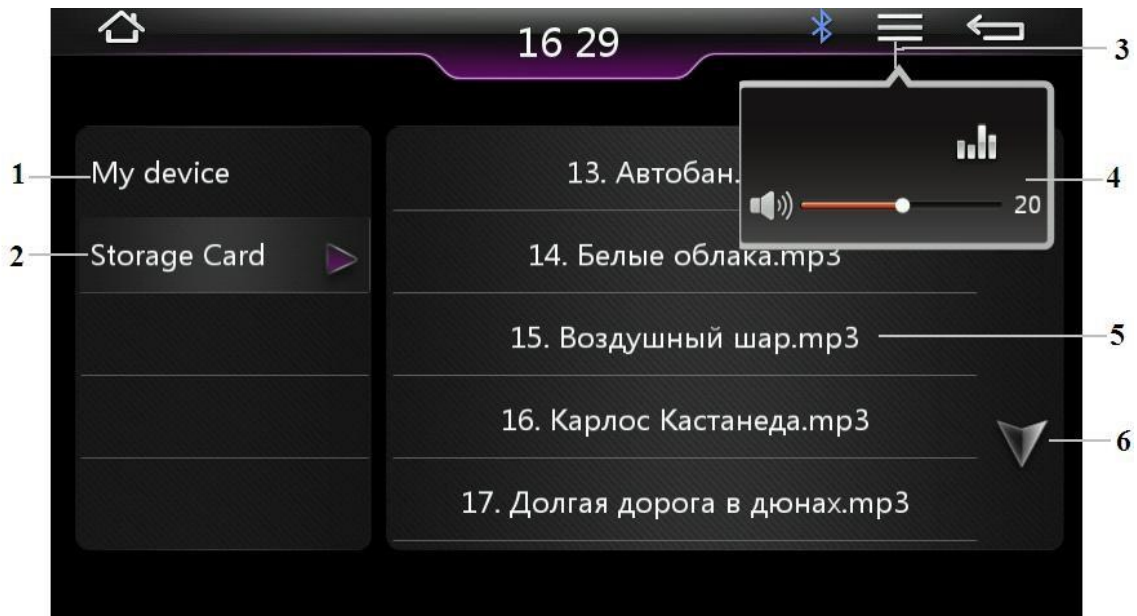 16 29
3
1
My device
13. Автобан.
4
20
2
Storage Card
14. Белые облака.mp3
15. Воздушный шар.mp3
5
16. Карлос Кастанеда.mp3
6
17. Долгая дорога в дюнах.mp3